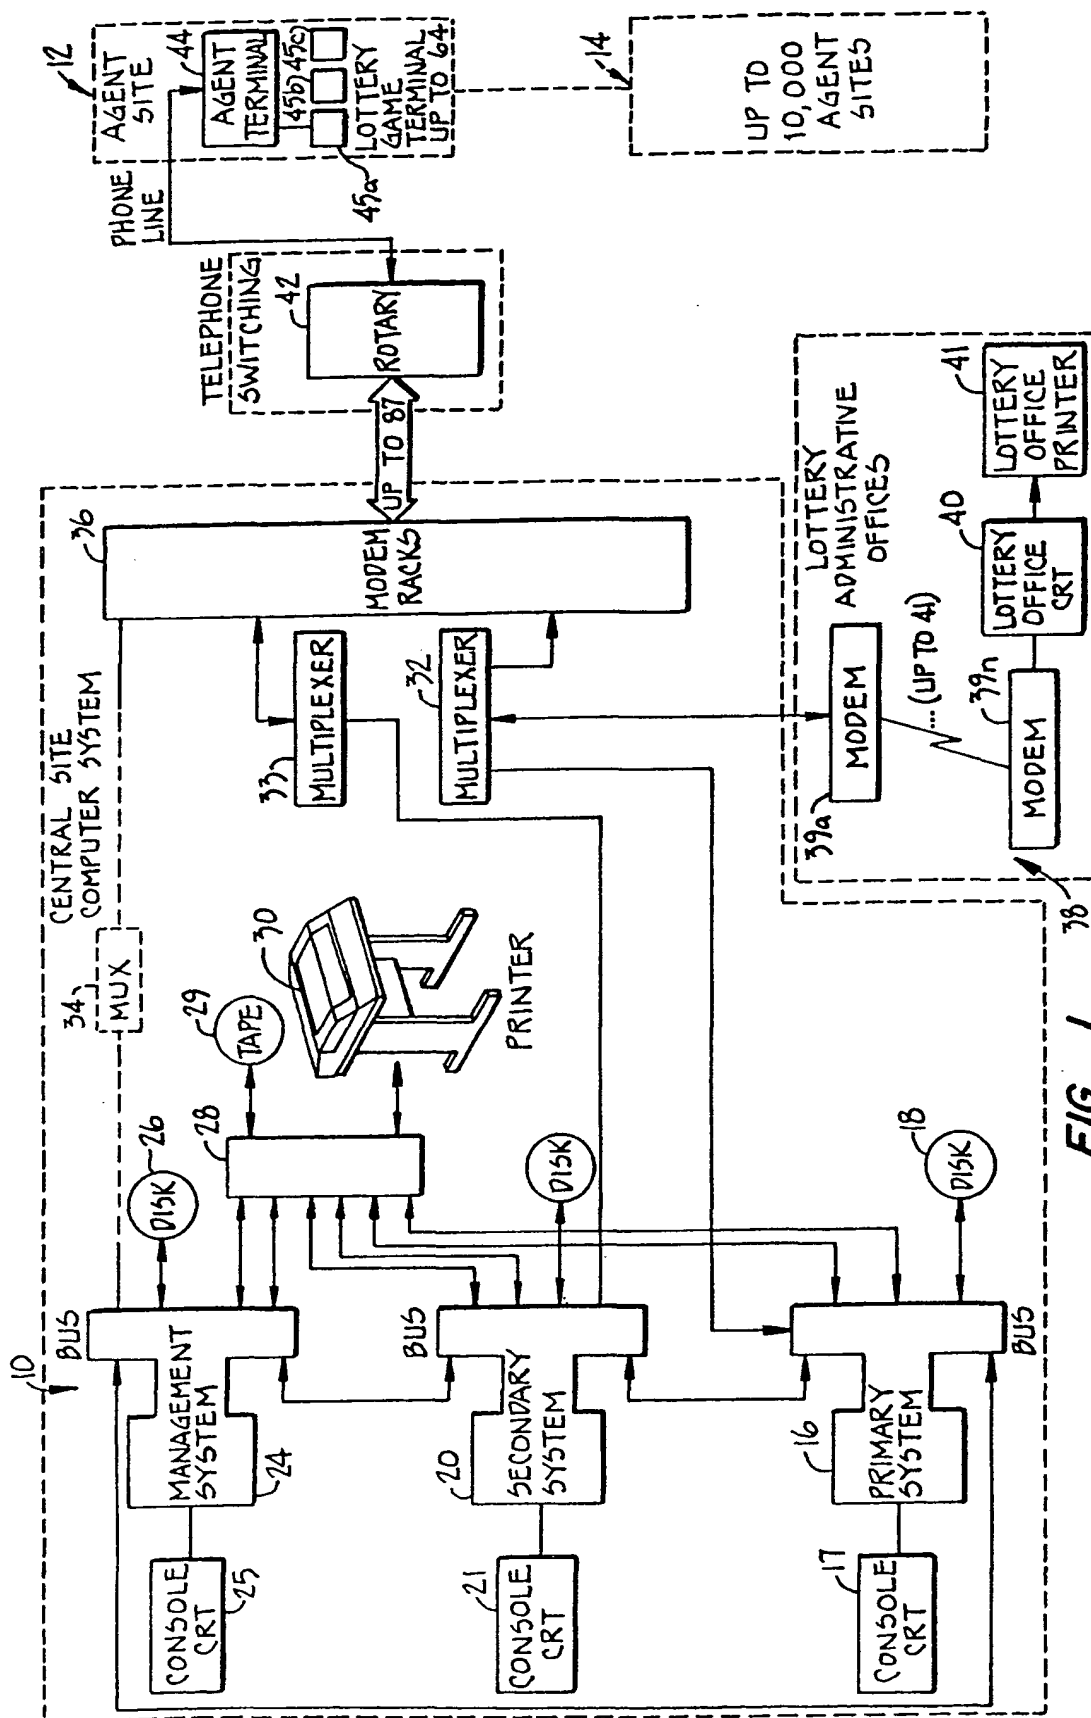 10
CENTRAL SITE
COMPUTER SYSTEM
CONSOLE
CRT
25
MANAGEMENT
SYSTEM
24
BUS
DISK
26
34
MUX
28
TAPE
29
30
PRINTER
CONSOLE
CRT
21
SECONDARY
SYSTEM
20
BUS
DISK
CONSOLE
CRT
17
PRIMARY
SYSTEM
16
BUS
DISK
18
33
MULTIPLEXER
MULTIPLEXER
32
36
MODEM
RACKS
UP TO 87
TELEPHONE
SWITCHING
42
ROTARY
PHONE
LINE
12
AGENT
SITE
44
AGENT
TERMINAL
45b
45c
45a
LOTTERY
GAME
TERMINAL
UP TO 64
14
UP TO
10,000
AGENT
SITES
LOTTERY
ADMINISTRATIVE
OFFICES
39a
MODEM
...(UP TO 41)
39n
MODEM
38
40
LOTTERY
OFFICE
CRT
41
LOTTERY
OFFICE
PRINTER
FIG_1